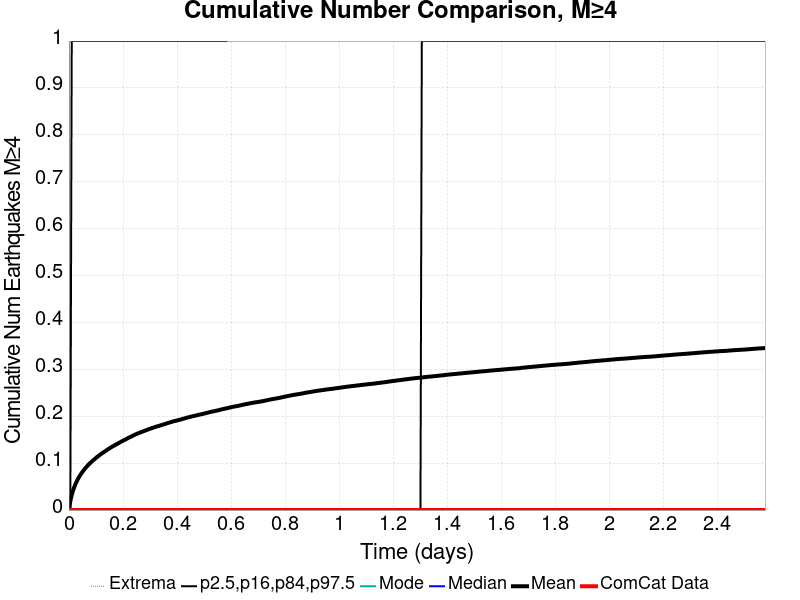 Cumulative Number Comparison, M≥4
Cumulative Num Earthquakes M≥4
1
0.9
0.8
0.7
0.6
0.5
0.4
0.3
0.2
0.1
0
0 0.2 0.4 0.6 0.8 1 1.2 1.4 1.6 1.8 2 2.2 2.4
Time (days)
Extrema p2.5,p16,p84,p97.5 Mode Median Mean ComCat Data